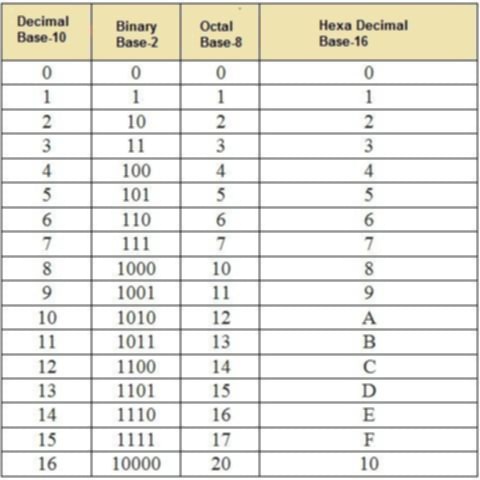 Decimal Base-10 Binary Base-2 Octal Base-8 Hexa Decimal Base-16
0 0 0 0
1 1 1 1
2 10 2 2
3 11 3 3
4 100 4 4
5 101 5 5
6 110 6 6
7 111 7 7
8 1000 10 8
9 1001 11 9
10 1010 12 A
11 1011 13 B
12 1100 14 C
13 1101 15 D
14 1110 16 E
15 1111 17 F
16 10000 20 10